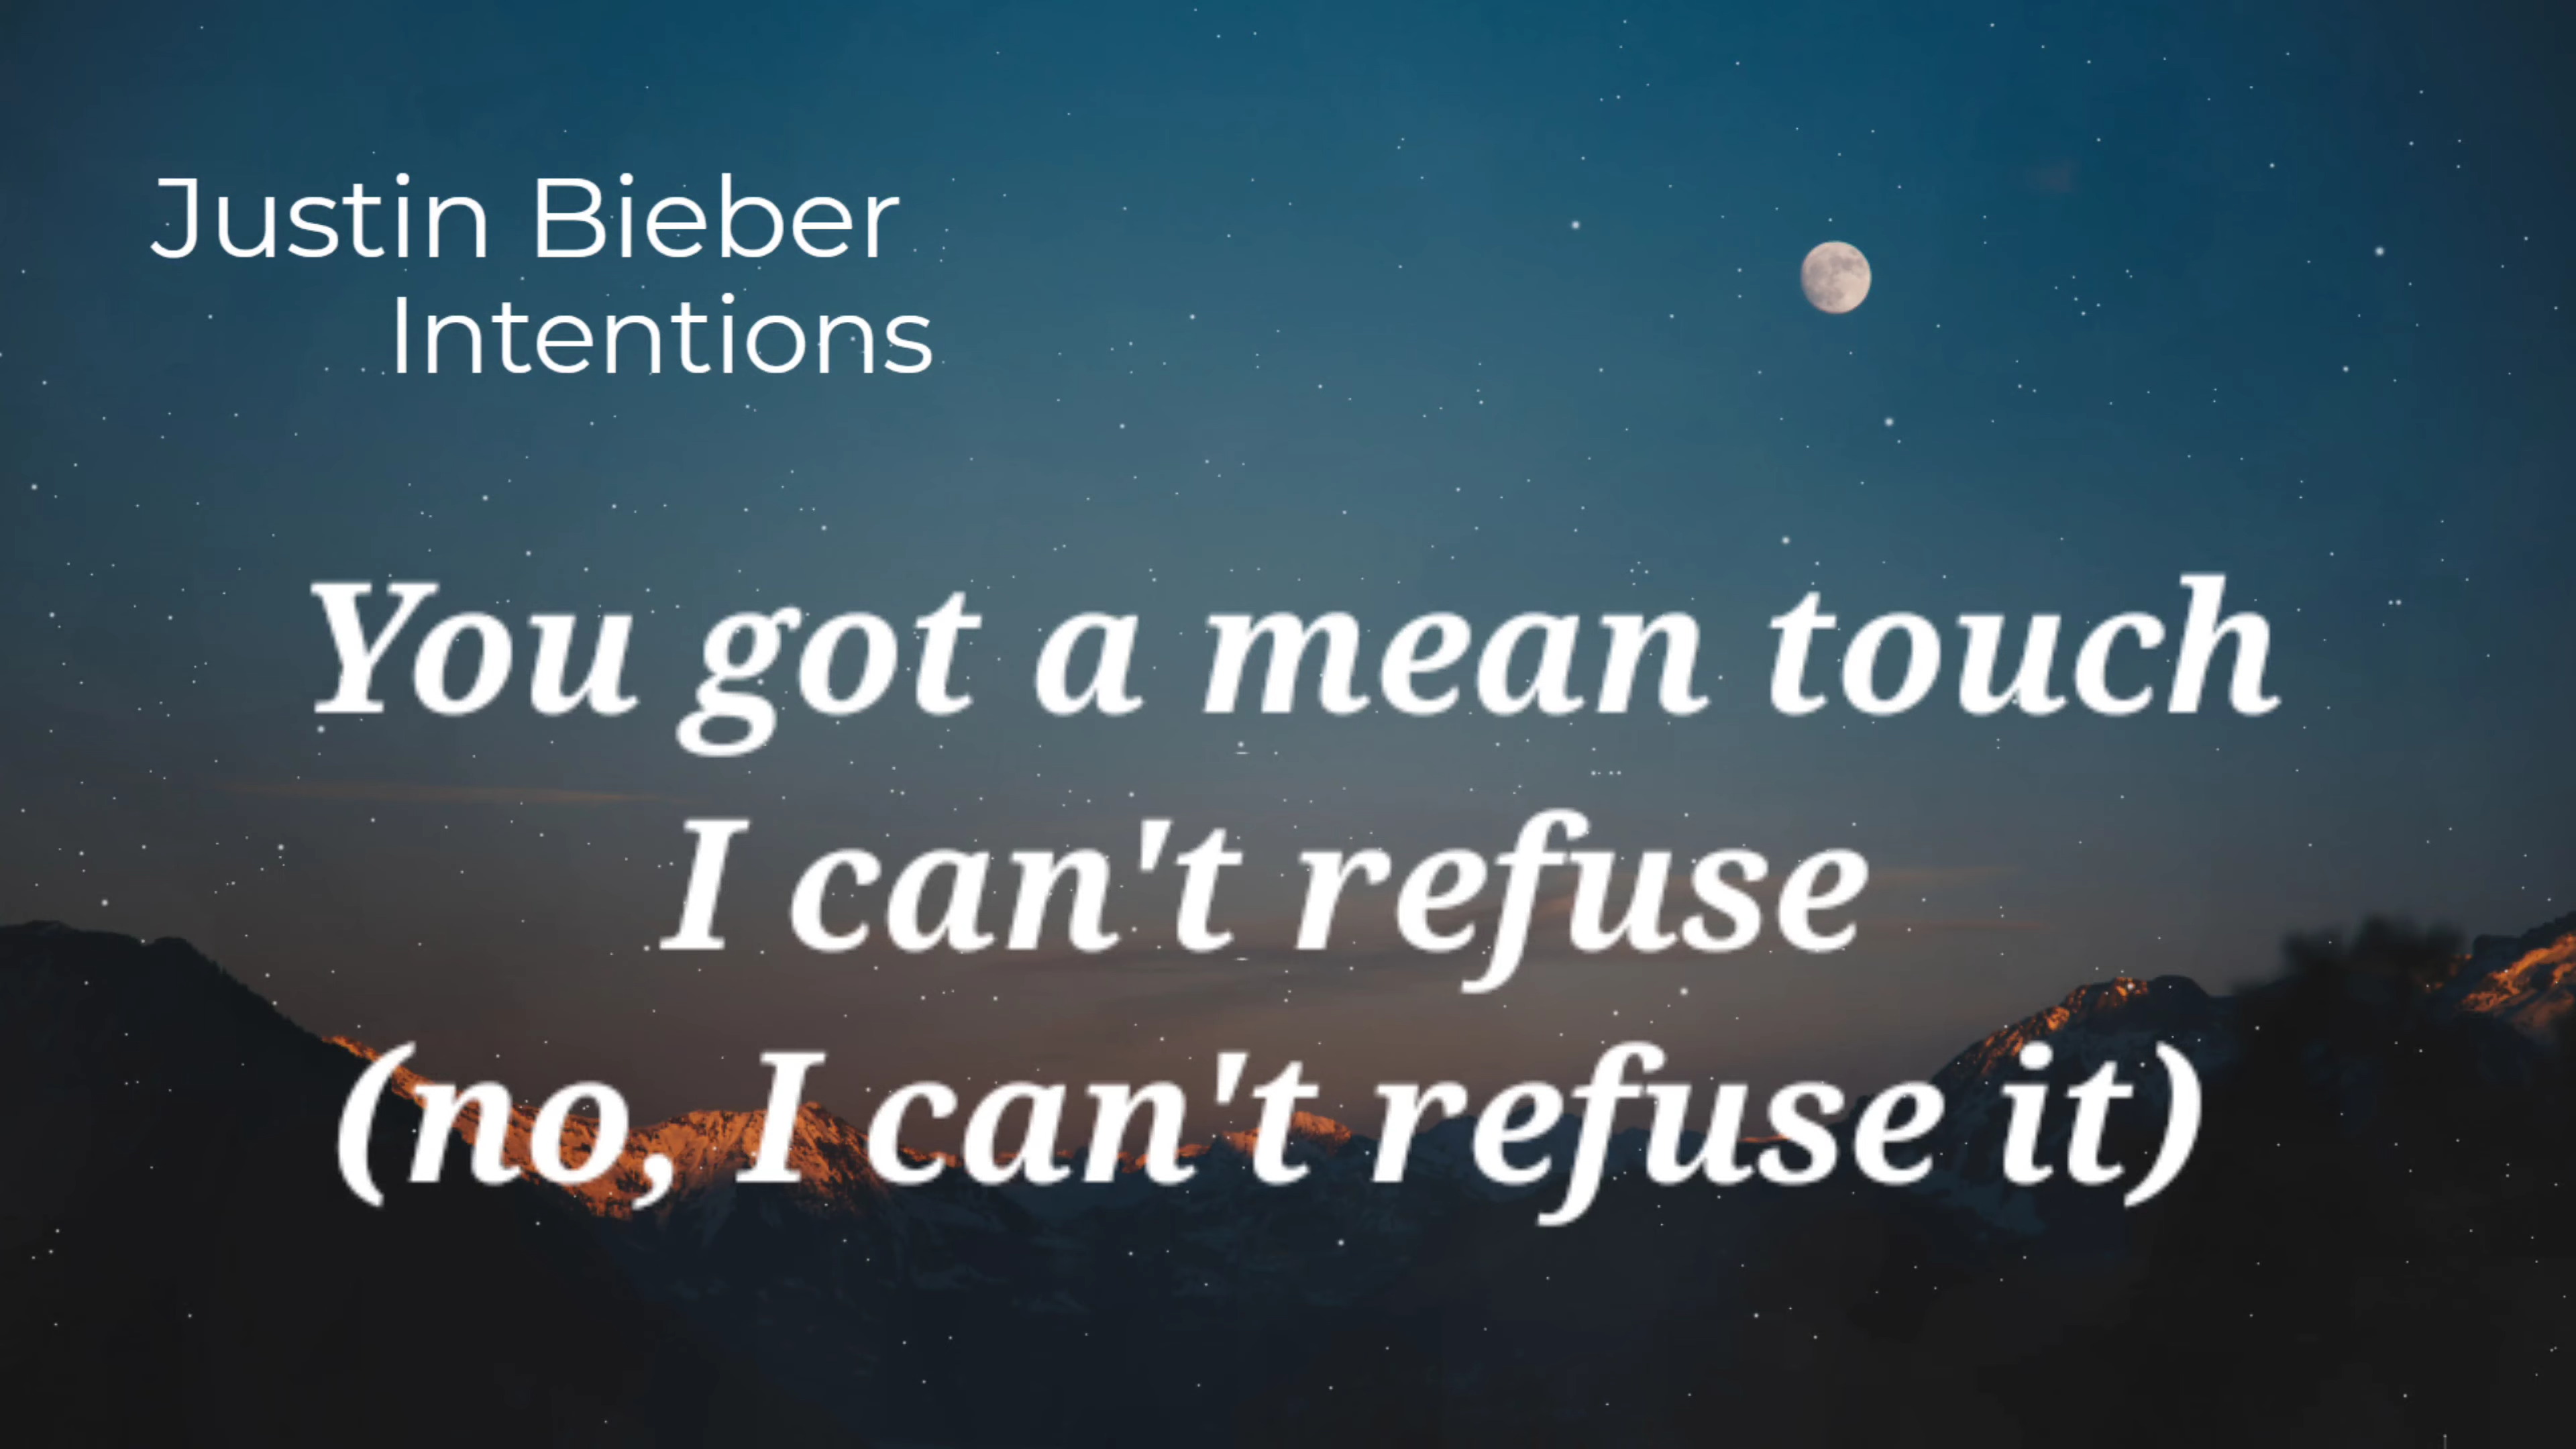 Justin Bieber
Intentions
You got a mean touch
I can't refuse
(no, I can't refuse it)